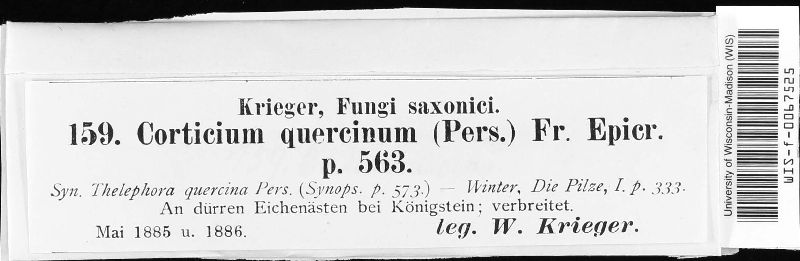 Krieger, Fungi saxonici.
159. Corticium quercinum (Pers.) Fr. Epicr.
p. 563.
Syn. Thelephora quercina Pers. (Synops. p. 573.) — Winter, Die Pilze, I. p. 333.
An dürren Eichenästen bei Königstein; verbreitet.
Mai 1885 u. 1886. leg. W. Krieger.
University of Wisconsin-Madison (WIS)
WIS-f-0067525